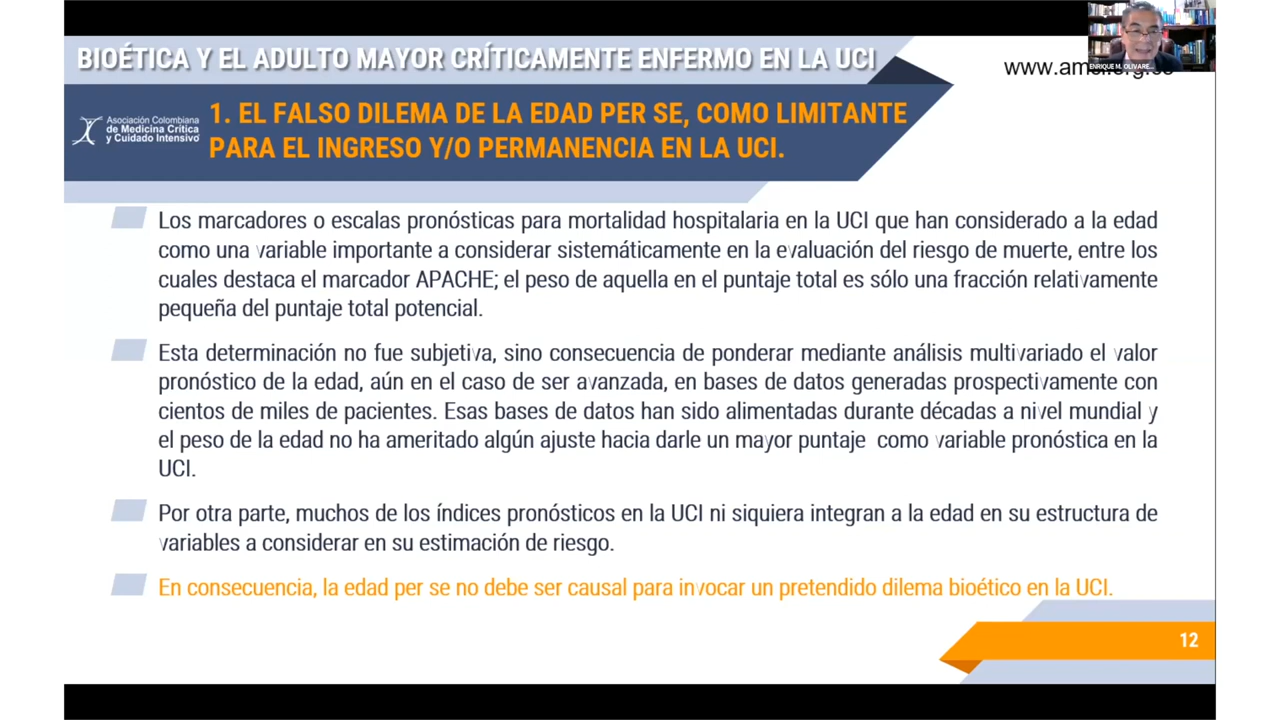 BIOÉTICA Y EL ADULTO MAYOR CRÍTICAMENTE ENFERMO EN LA UCI
ENRIQUE M. OLIVARE...
Asociación Colombiana
de Medicina Crítica
y Cuidado Intensivo
1. EL FALSO DILEMA DE LA EDAD PER SE, COMO LIMITANTE
PARA EL INGRESO Y/O PERMANENCIA EN LA UCI.
Los marcadores o escalas pronósticas para mortalidad hospitalaria en la UCI que han considerado a la edad
como una variable importante a considerar sistemáticamente en la evaluación del riesgo de muerte, entre los
cuales destaca el marcador APACHE; el peso de aquella en el puntaje total es sólo una fracción relativamente
pequeña del puntaje total potencial.
Esta determinación no fue subjetiva, sino consecuencia de ponderar mediante análisis multivariado el valor
pronóstico de la edad, aún en el caso de ser avanzada, en bases de datos generadas prospectivamente con
cientos de miles de pacientes. Esas bases de datos han sido alimentadas durante décadas a nivel mundial y
el peso de la edad no ha ameritado algún ajuste hacia darle un mayor puntaje como variable pronóstica en la
UCI.
Por otra parte, muchos de los índices pronósticos en la UCI ni siquiera integran a la edad en su estructura de
variables a considerar en su estimación de riesgo.
En consecuencia, la edad per se no debe ser causal para invocar un pretendido dilema bioético en la UCI.
12